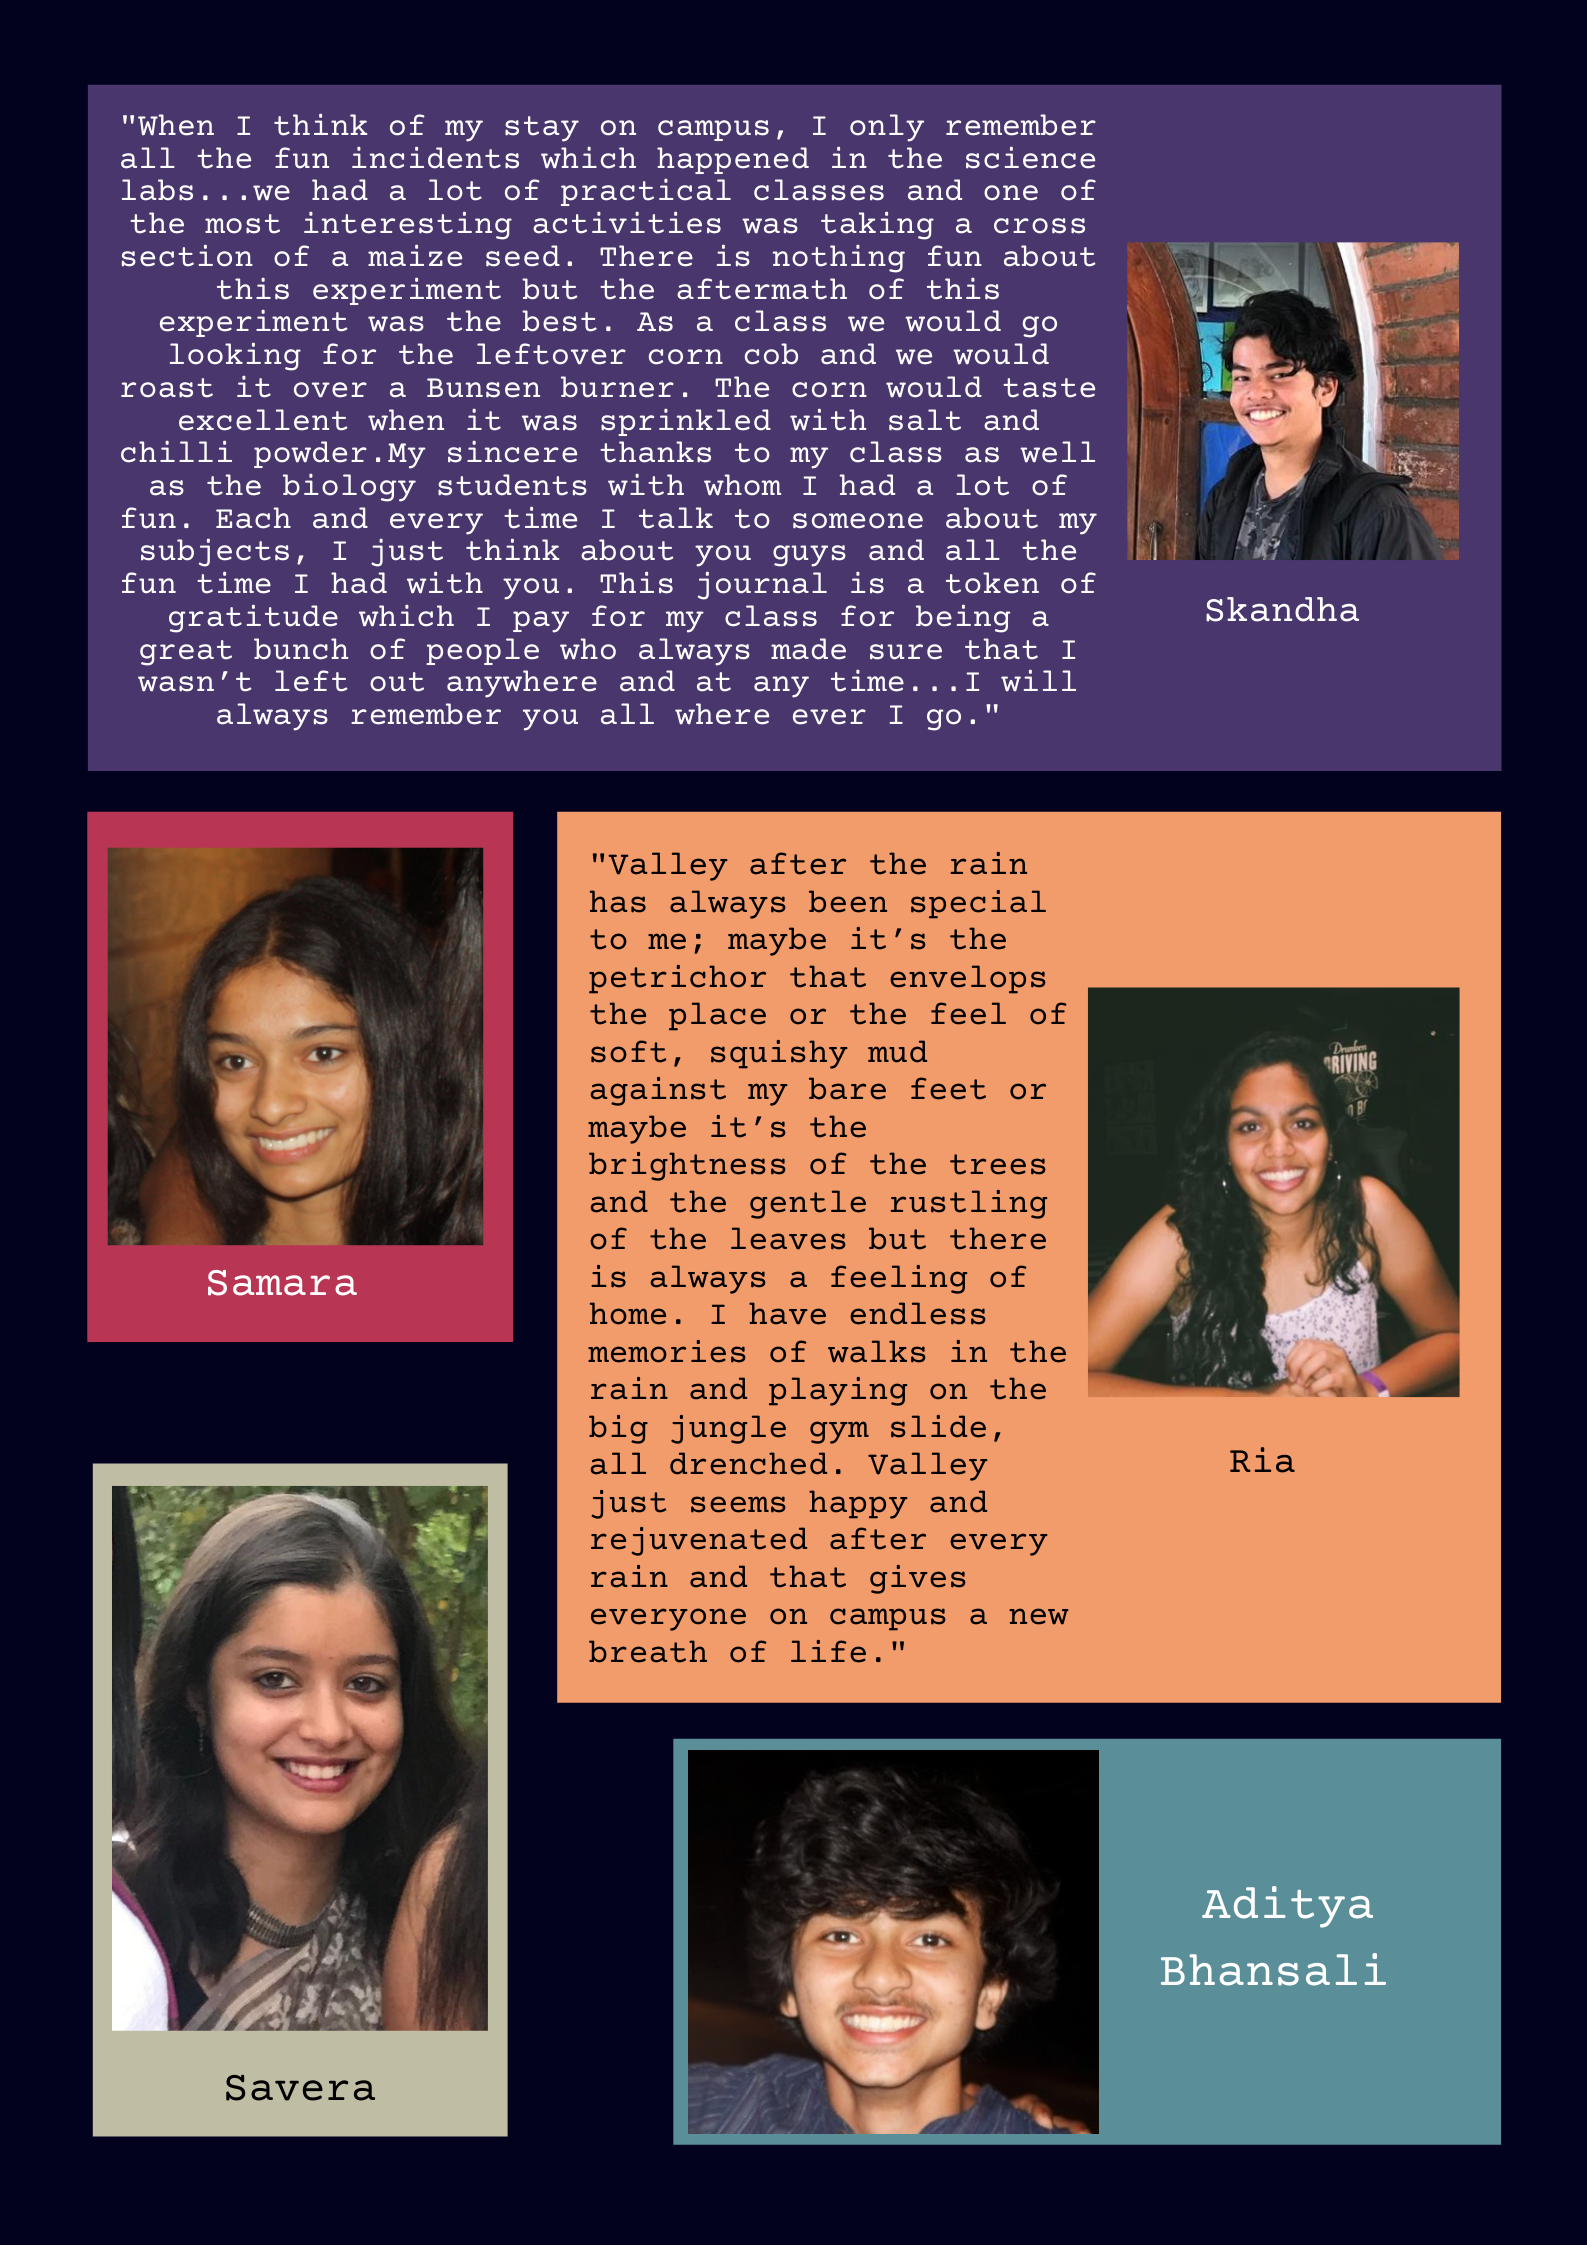 "When I think of my stay on campus, I only remember
all the fun incidents which happened in the science
labs...we had a lot of practical classes and one of
the most interesting activities was taking a cross
section of a maize seed. There is nothing fun about
this experiment but the aftermath of this
experiment was the best. As a class we would go
looking for the leftover corn cob and we would
roast it over a Bunsen burner. The corn would taste
excellent when it was sprinkled with salt and
chilli powder.My sincere thanks to my class as well
as the biology students with whom I had a lot of
fun. Each and every time I talk to someone about my
subjects, I just think about you guys and all the
fun time I had with you. This journal is a token of
gratitude which I pay for my class for being a
great bunch of people who always made sure that I
wasn’t left out anywhere and at any time...I will
always remember you all where ever I go."
Skandha
Samara
"Valley after the rain
has always been special
to me; maybe it’s the
petrichor that envelops
the place or the feel of
soft, squishy mud
against my bare feet or
maybe it’s the
brightness of the trees
and the gentle rustling
of the leaves but there
is always a feeling of
home. I have endless
memories of walks in the
rain and playing on the
big jungle gym slide,
all drenched. Valley
just seems happy and
rejuvenated after every
rain and that gives
everyone on campus a new
breath of life."
Drunken
DRIVING
Ria
Savera
Aditya
Bhansali